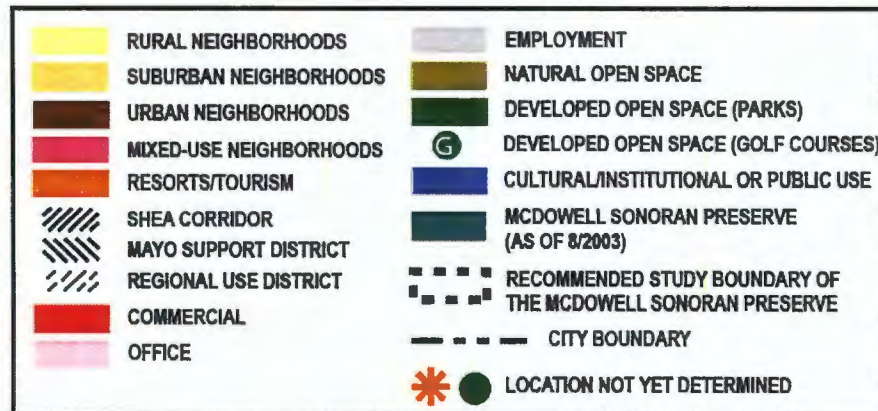 RURAL NEIGHBORHOODS
SUBURBAN NEIGHBORHOODS
URBAN NEIGHBORHOODS
MIXED-USE NEIGHBORHOODS
RESORTS/TOURISM
SHEA CORRIDOR
MAYO SUPPORT DISTRICT
REGIONAL USE DISTRICT
COMMERCIAL
OFFICE
EMPLOYMENT
NATURAL OPEN SPACE
DEVELOPED OPEN SPACE (PARKS)
G DEVELOPED OPEN SPACE (GOLF COURSES)
CULTURAL/INSTITUTIONAL OR PUBLIC USE
MCDOWELL SONORAN PRESERVE
(AS OF 8/2003)
RECOMMENDED STUDY BOUNDARY OF
THE MCDOWELL SONORAN PRESERVE
CITY BOUNDARY
LOCATION NOT YET DETERMINED